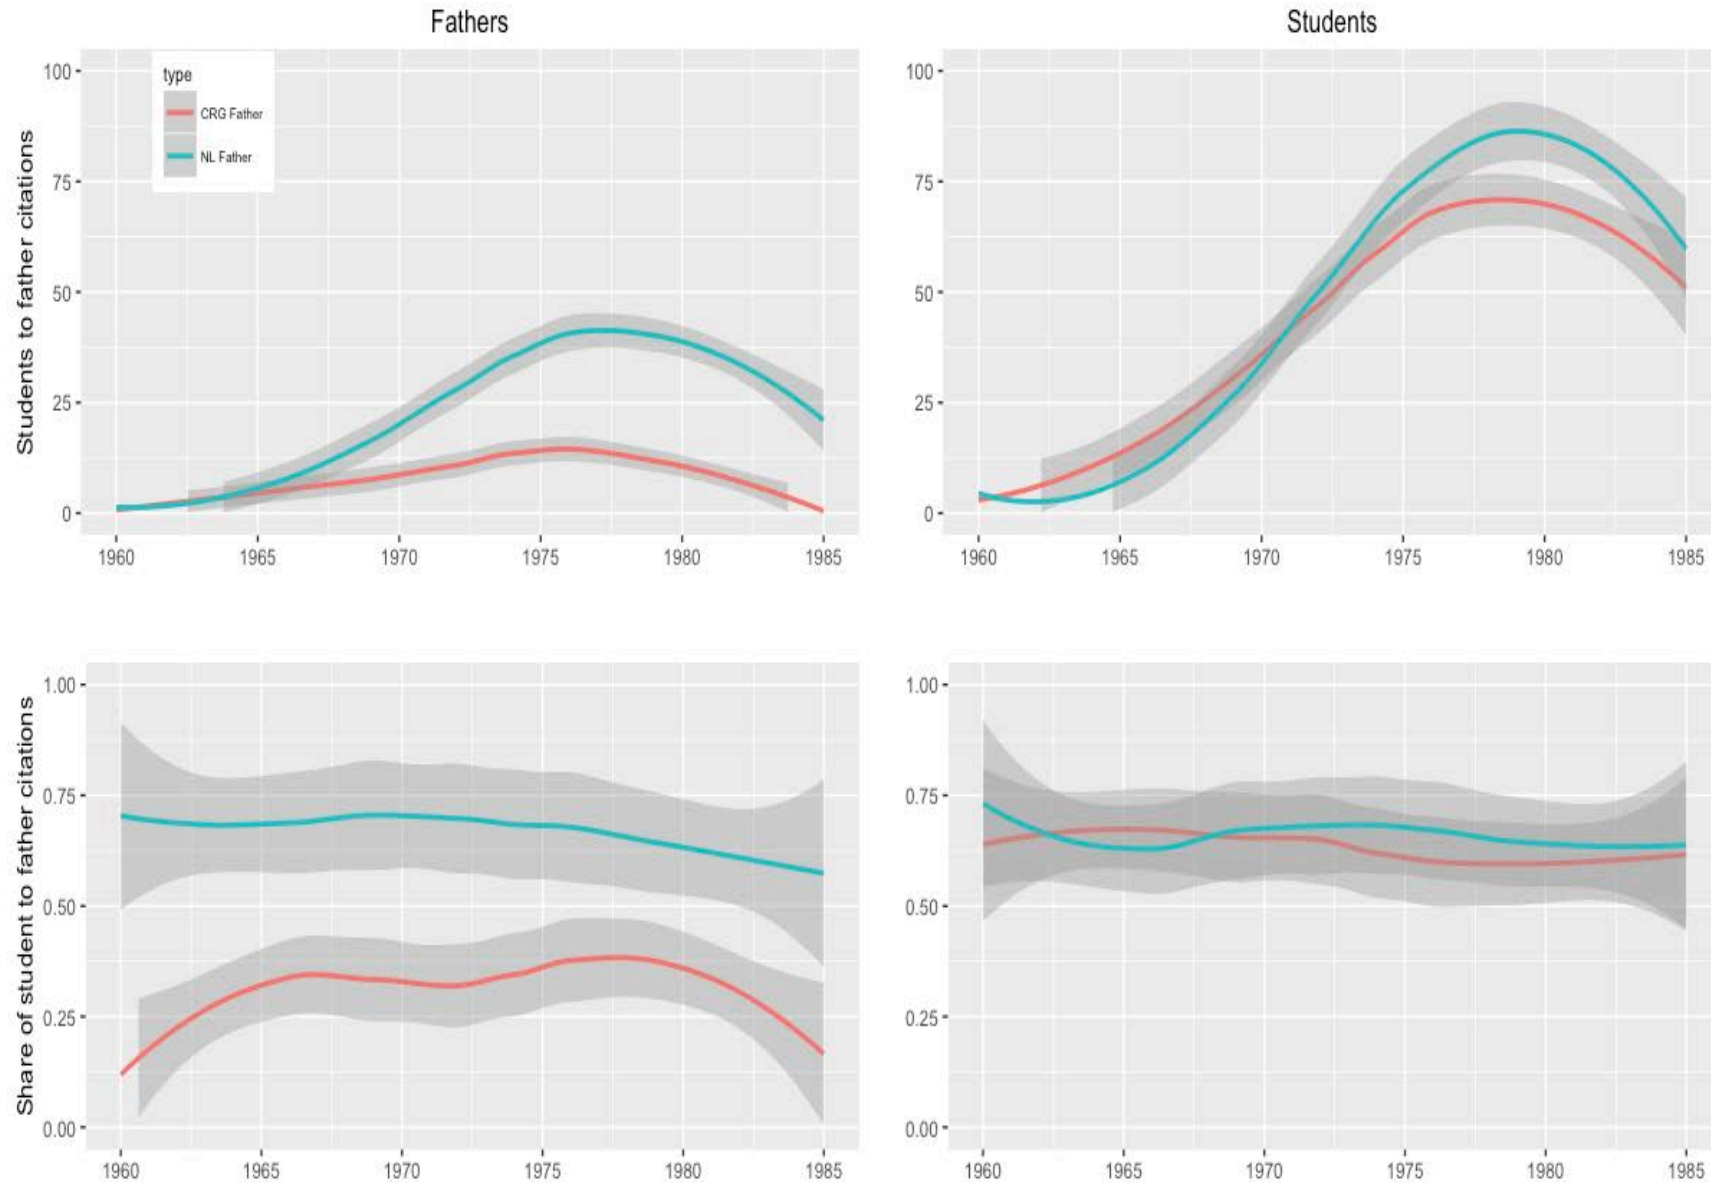 Fathers
Students
Students to father citations
type
CRG Father
NL Father
100
75
50
25
0
1960 1965 1970 1975 1980 1985
100
75
50
25
0
1960 1965 1970 1975 1980 1985
Share of student to father citations
1.00
0.75
0.50
0.25
0.00
1960 1965 1970 1975 1980 1985
1.00
0.75
0.50
0.25
0.00
1960 1965 1970 1975 1980 1985